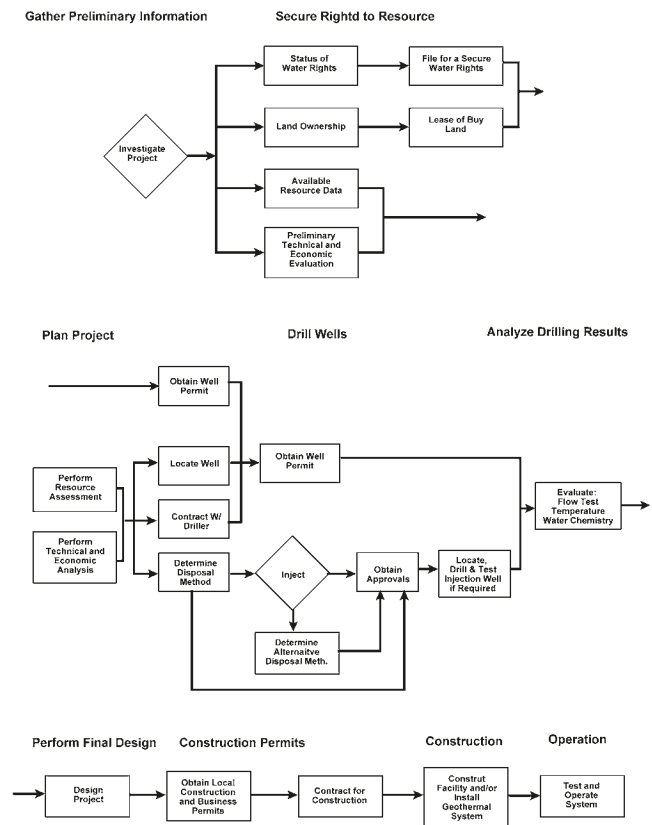 Gather Preliminary Information
Secure Rightd to Resource
Status of
Water Rights
File for a Secure
Water Rights
Land Ownership
Lease of Buy
Land
Investigate
Project
Available
Resource Data
Preliminary
Technical and
Economic
Evaluation
Plan Project
Drill Wells
Analyze Drilling Results
Obtain Well
Permit
Locate Well
Obtain Well
Permit
Perform
Resource
Assessment
Contract W/
Driller
Evaluate:
Flow Test
Temperature
Water Chemistry
Perform
Technical and
Economic
Analysis
Determine
Disposal
Method
Inject
Obtain
Approvals
Locate,
Drill & Test
Injection Well
if Required
Determine
Alternaitve
Disposal Meth.
Perform Final Design
Construction Permits
Construction
Operation
Design
Project
Obtain Local
Construction
and Business
Permits
Contract for
Construction
Construt
Facility and/or
Install
Geothermal
System
Test and
Operate
System